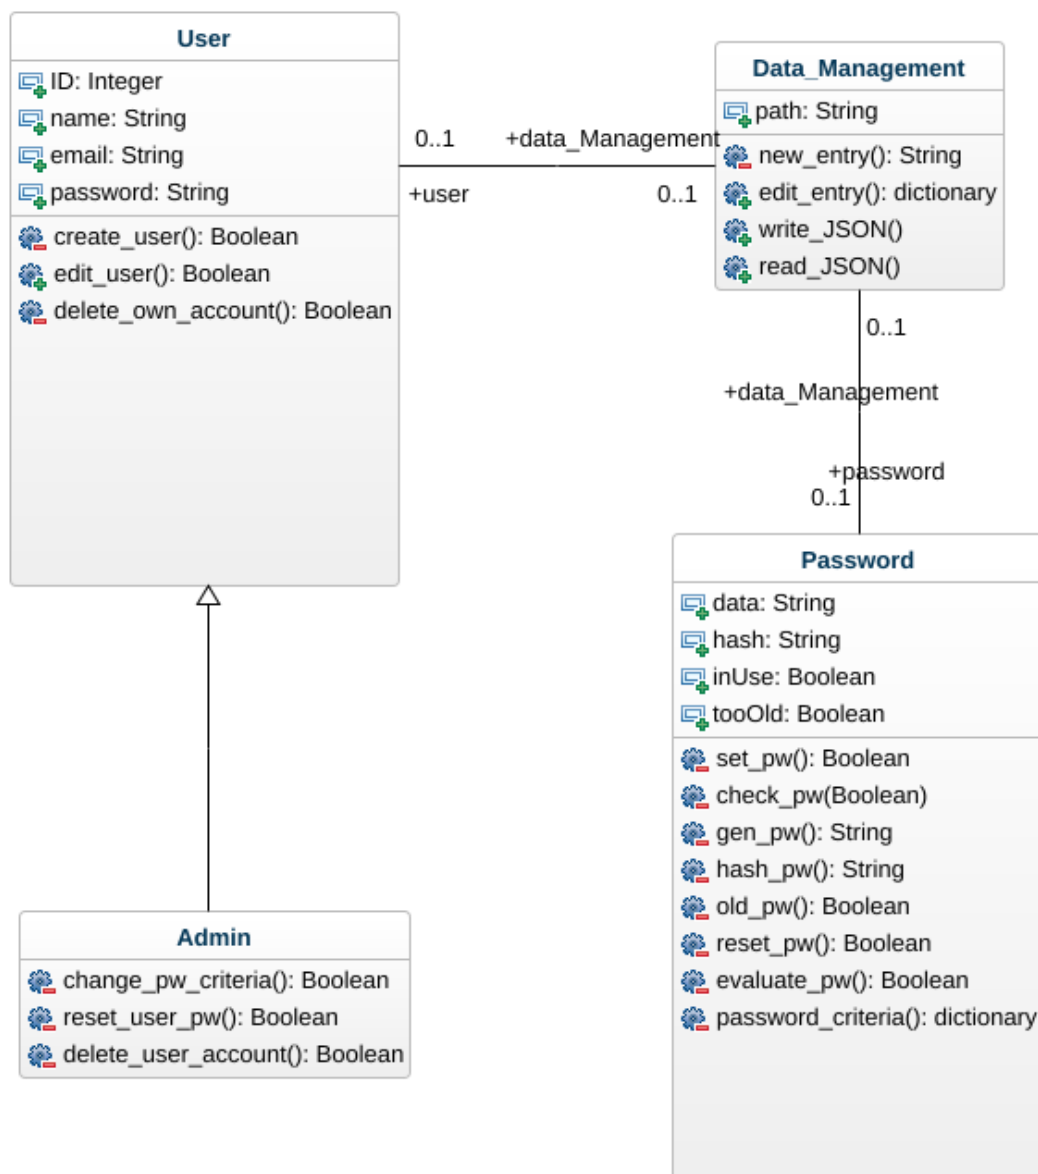 User
ID: Integer
name: String
email: String
password: String
create_user(): Boolean
edit_user(): Boolean
delete_own_account(): Boolean
0..1
+data_Management
+user
0..1
Data_Management
path: String
new_entry(): String
edit_entry(): dictionary
write_JSON()
read_JSON()
0..1
+data_Management
+password
0..1
Password
data: String
hash: String
inUse: Boolean
tooOld: Boolean
set_pw(): Boolean
check_pw(Boolean)
gen_pw(): String
hash_pw(): String
old_pw(): Boolean
reset_pw(): Boolean
evaluate_pw(): Boolean
password_criteria(): dictionary
Admin
change_pw_criteria(): Boolean
reset_user_pw(): Boolean
delete_user_account(): Boolean